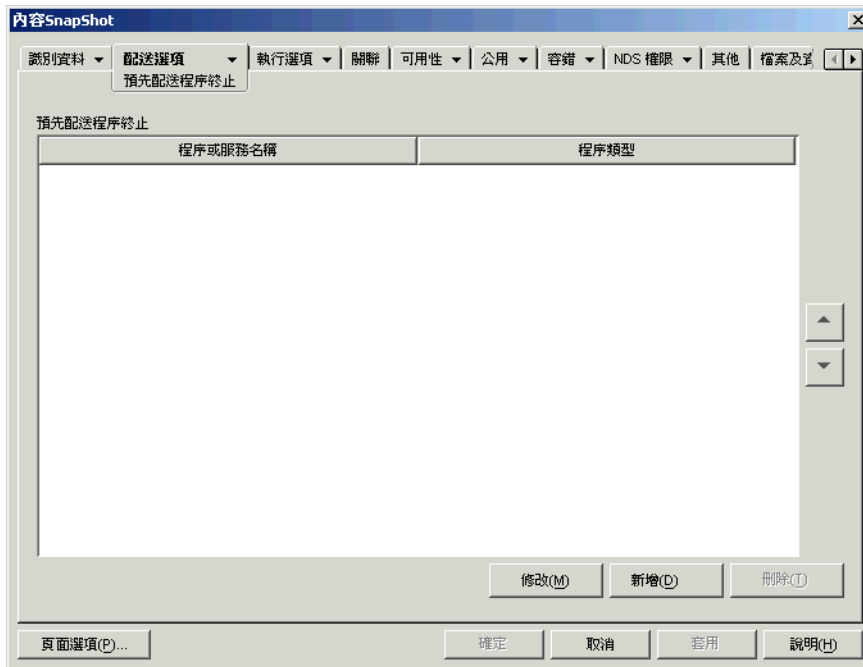 內容SnapShot
識別資料 配送選項 執行選項 關聯 可用性 公用 容錯 NDS 權限 其他 檔案及
預先配送程序終止
預先配送程序終止
程序或服務名稱 程序類型
修改(M) 新增(D) 刪除(T)
頁面選項(P)... 確定 取消 套用 說明(H)